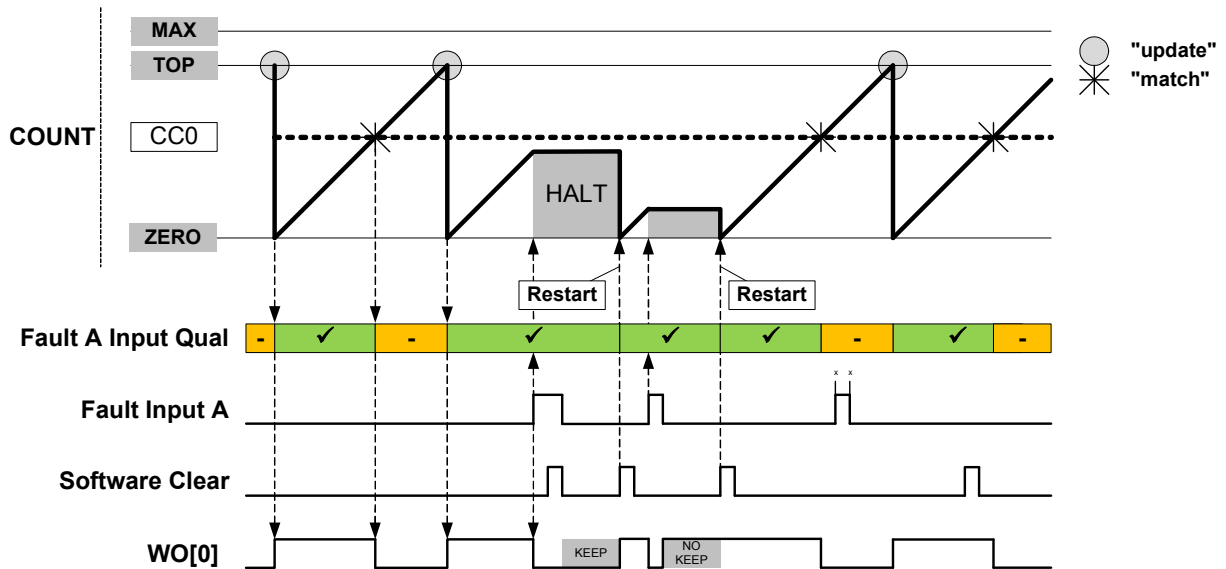 MAX
"update"
TOP
"match"
COUNT
CC0
HALT
ZERO
Restart
Restart
Fault A Input Qual
- ✓ - ✓ ✓ ✓ - ✓ -
x x
Fault Input A
Software Clear
WO[0]
KEEP
NO
KEEP